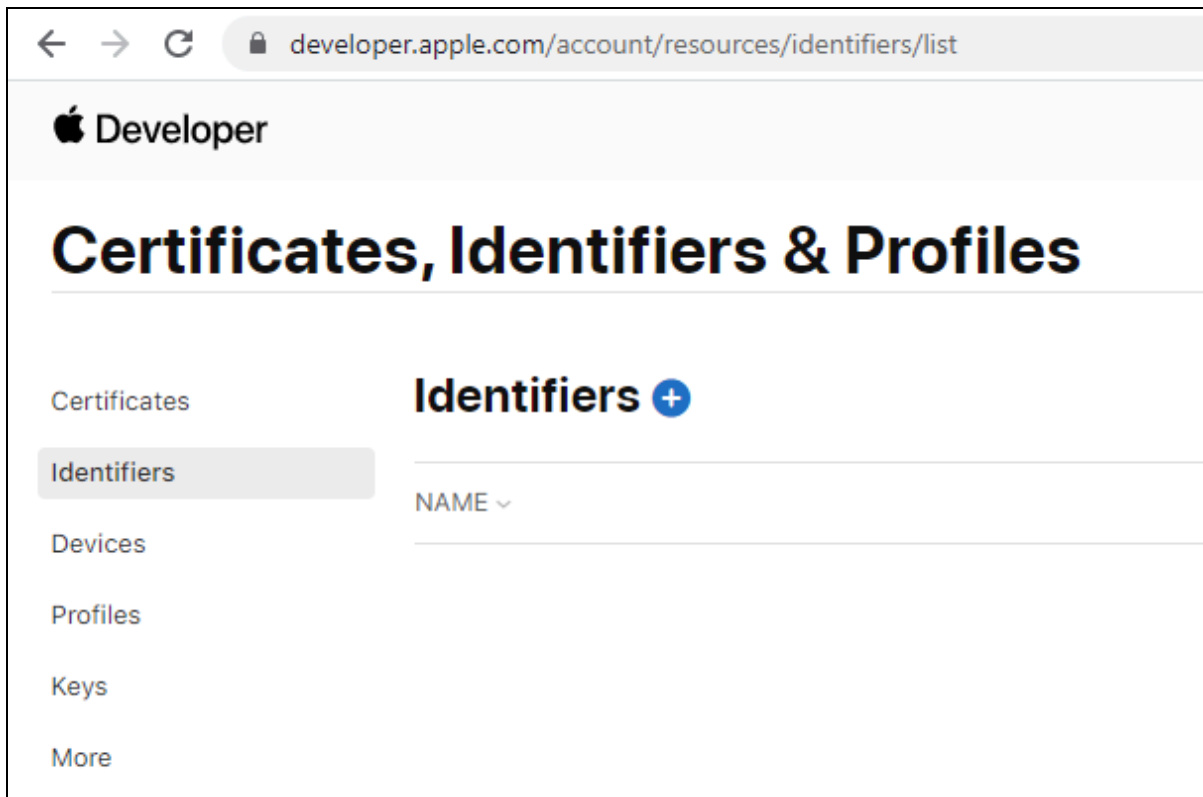 developer.apple.com/account/resources/identifiers/list
Developer
Certificates, Identifiers & Profiles
Certificates
Identifiers
Devices
Profiles
Keys
More
Identifiers
NAME